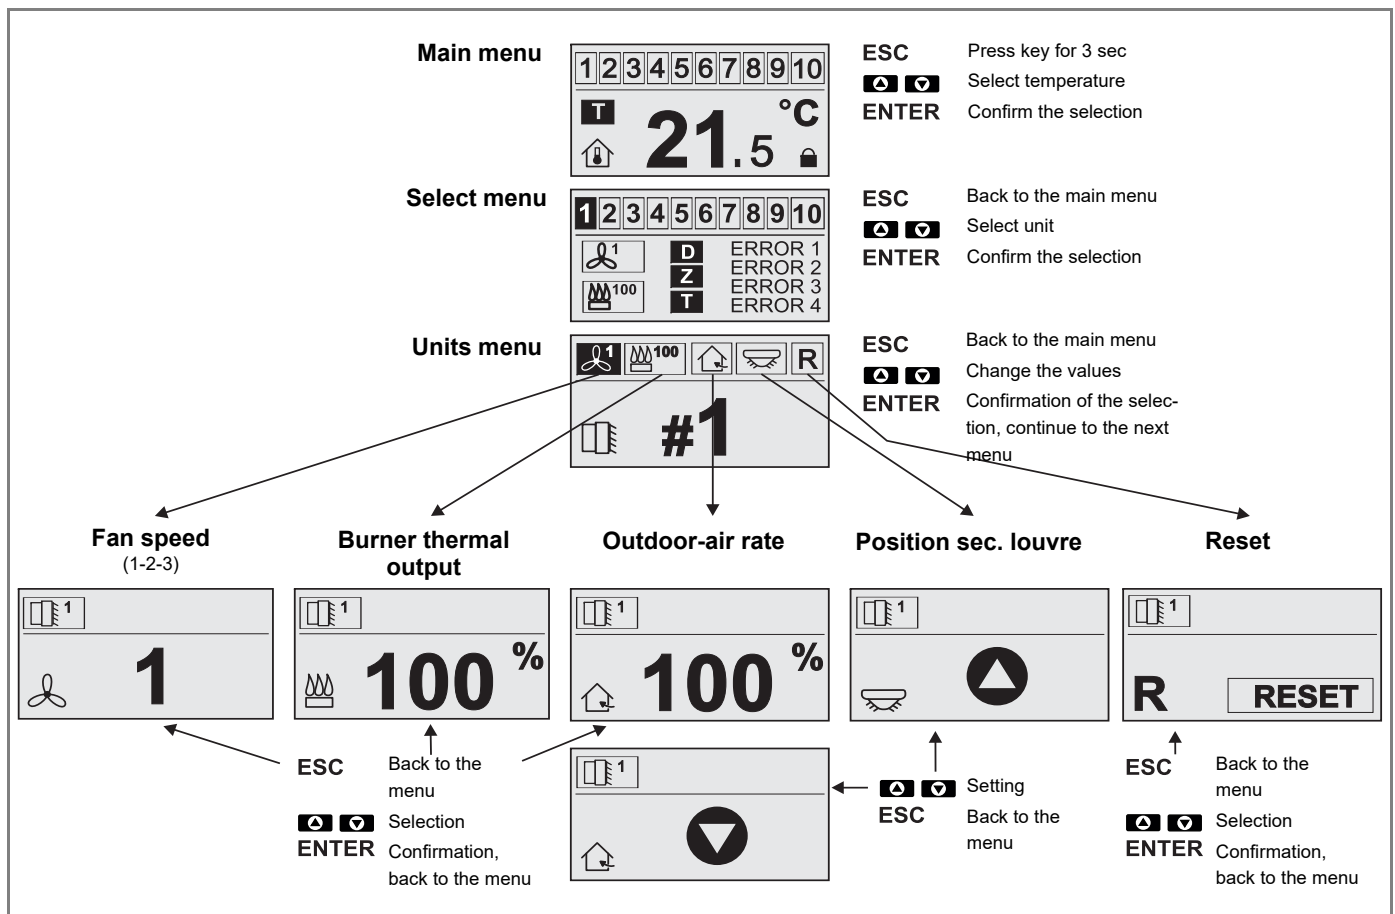 Main menu
1 2 3 4 5 6 7 8 9 10
T
21.5 °C
ESC Press key for 3 sec
Select temperature
ENTER Confirm the selection
Select menu
1 2 3 4 5 6 7 8 9 10
1 D ERROR 1
Z ERROR 2
100 ERROR 3
T ERROR 4
ESC Back to the main menu
Select unit
ENTER Confirm the selection
Units menu
1 100 R
#1
ESC Back to the main menu
Change the values
ENTER Confirmation of the selec-
tion, continue to the next
menu
Fan speed
(1-2-3)
1
1
Burner thermal
output
1
100 %
Outdoor-air rate
1
100 %
Position sec. louvre
1
Reset
1
R RESET
ESC Back to the
menu
Selection
ENTER Confirmation,
back to the menu
1
Setting
ESC Back to the
menu
ESC Back to the
menu
Selection
ENTER Confirmation,
back to the menu